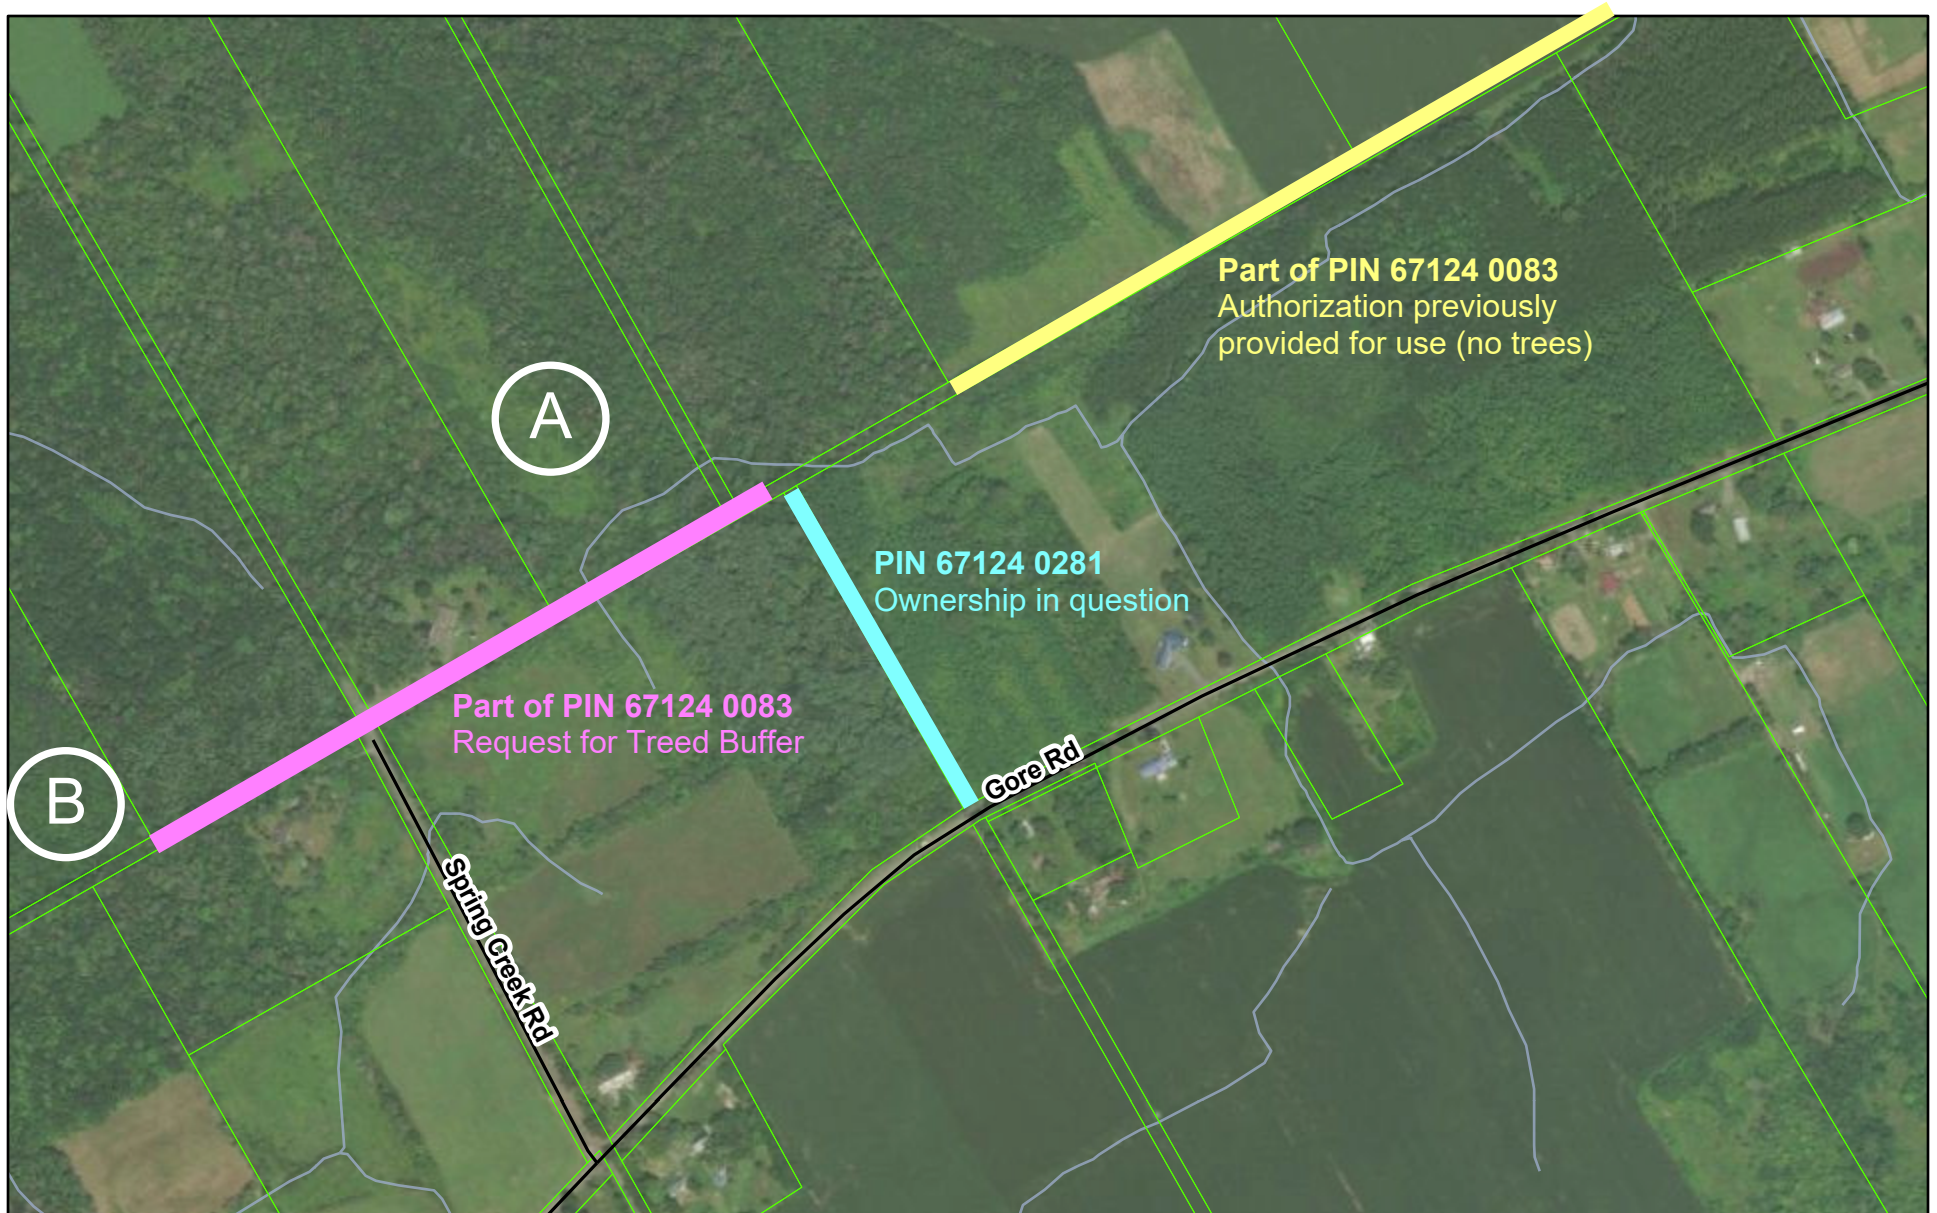 Part of PIN 67124 0083
Authorization previously
provided for use (no trees)
A
PIN 67124 0281
Ownership in question
Part of PIN 67124 0083
Request for Treed Buffer
B
Gore Rd
Spring Creek Rd